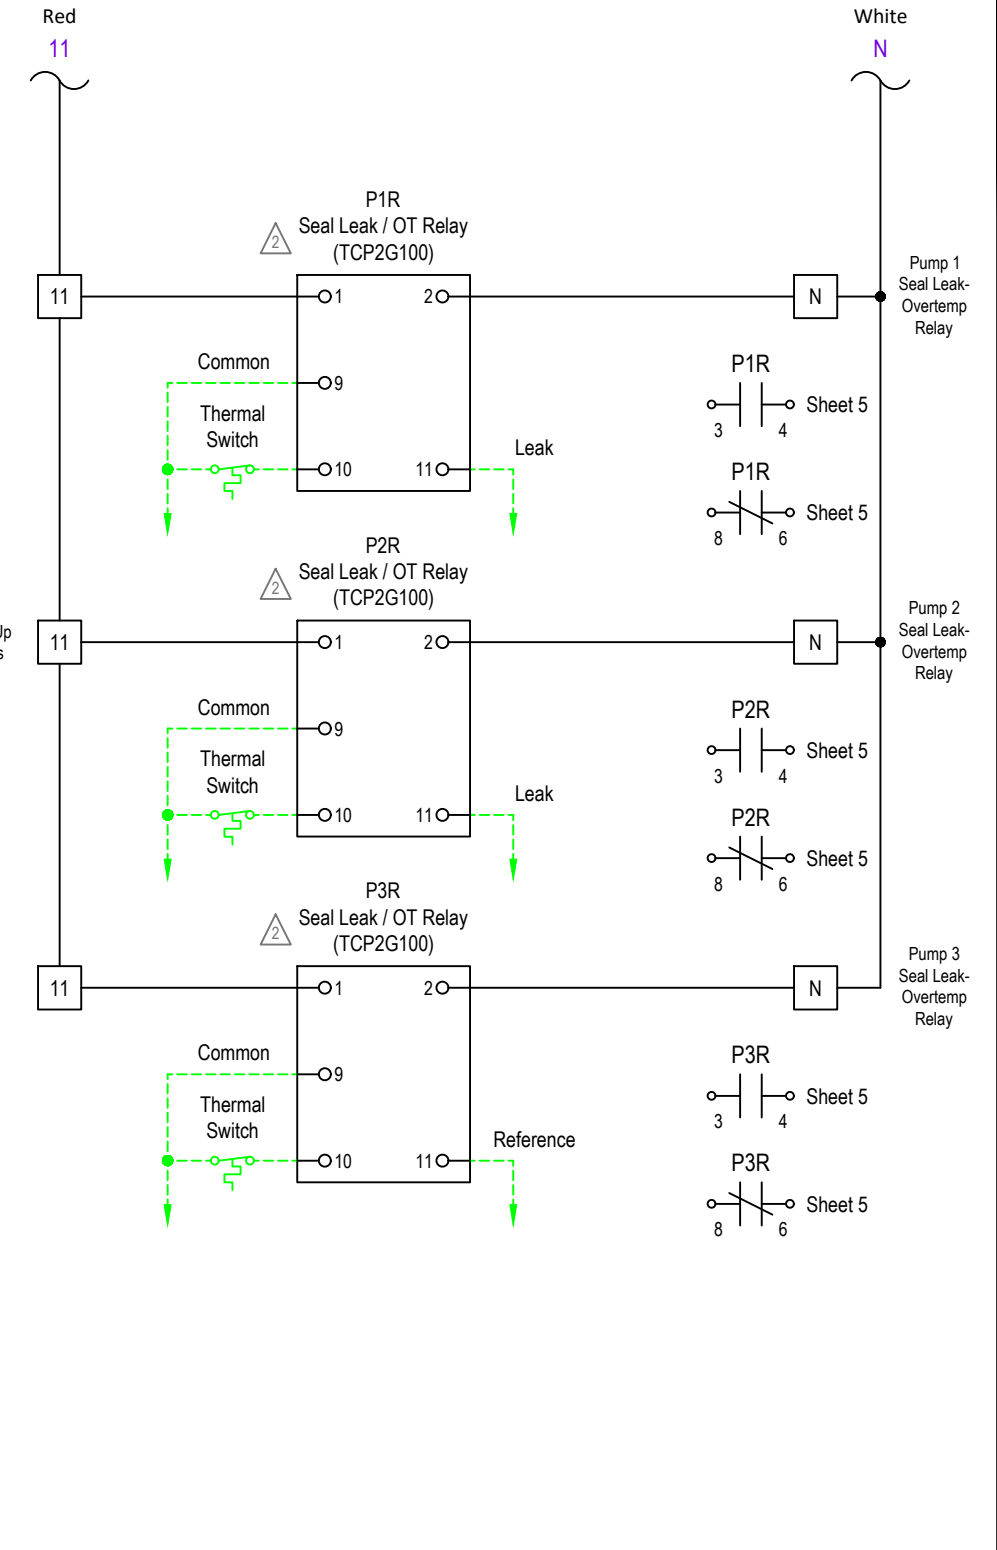 Red
White
11
N
P1R
Seal Leak / OT Relay
(TCP2G100)
2
11
1
2
N
Pump 1
Seal Leak-
Overtemp
Relay
Common
9
P1R
Sheet 5
3
4
Thermal
Switch
10
11
Leak
P1R
Sheet 5
8
6
P2R
Seal Leak / OT Relay
(TCP2G100)
2
11
1
2
N
Pump 2
Seal Leak-
Overtemp
Relay
Common
9
P2R
Sheet 5
3
4
Thermal
Switch
10
11
Leak
P2R
Sheet 5
8
6
P3R
Seal Leak / OT Relay
(TCP2G100)
2
11
1
2
N
Pump 3
Seal Leak-
Overtemp
Relay
Common
9
P3R
Sheet 5
3
4
Thermal
Switch
10
11
Reference
P3R
Sheet 5
8
6